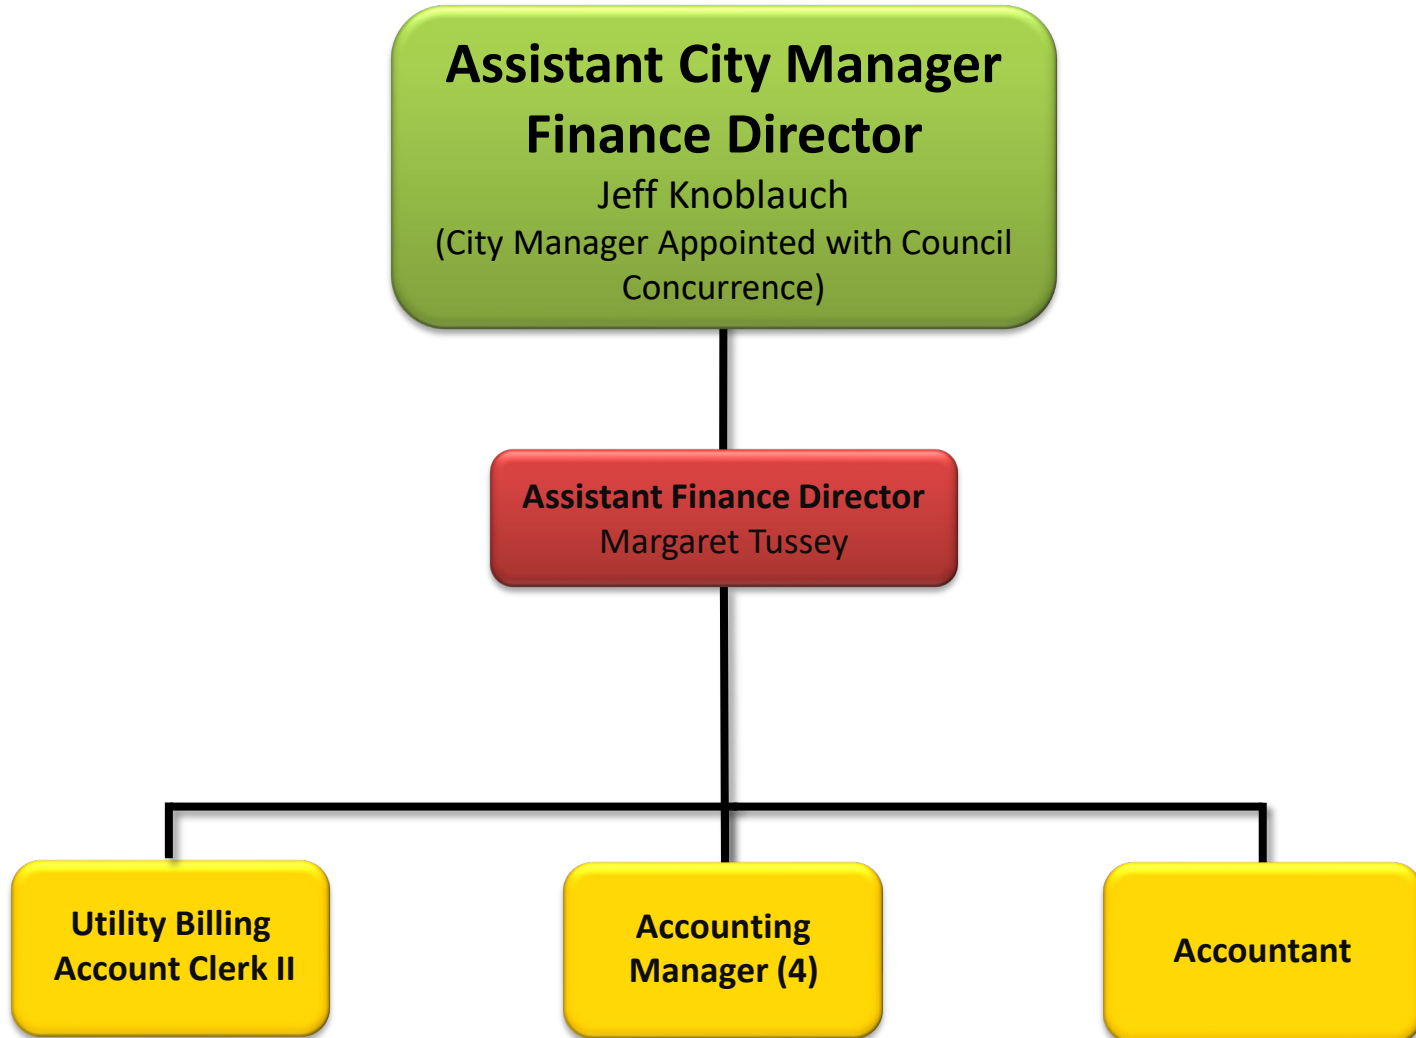 Assistant City Manager
Finance Director
Jeff Knoblauch
(City Manager Appointed with Council
Concurrence)
Assistant Finance Director
Margaret Tussey
Utility Billing
Account Clerk II
Accounting
Manager (4)
Accountant